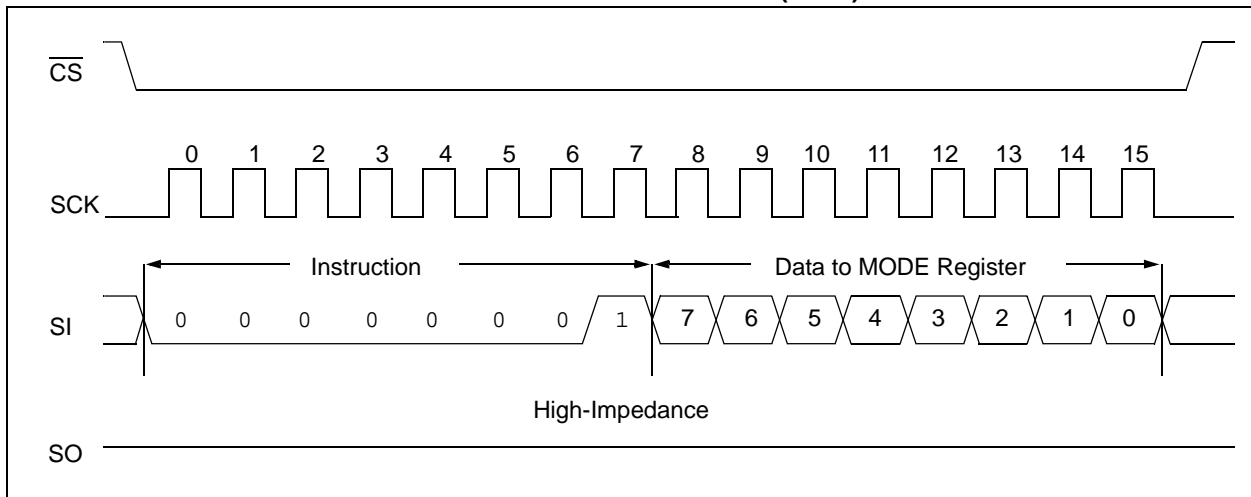 CS
0 1 2 3 4 5 6 7 8 9 10 11 12 13 14 15
SCK
Instruction Data to MODE Register
SI 0 0 0 0 0 0 0 1 7 6 5 4 3 2 1 0
High-Impedance
SO